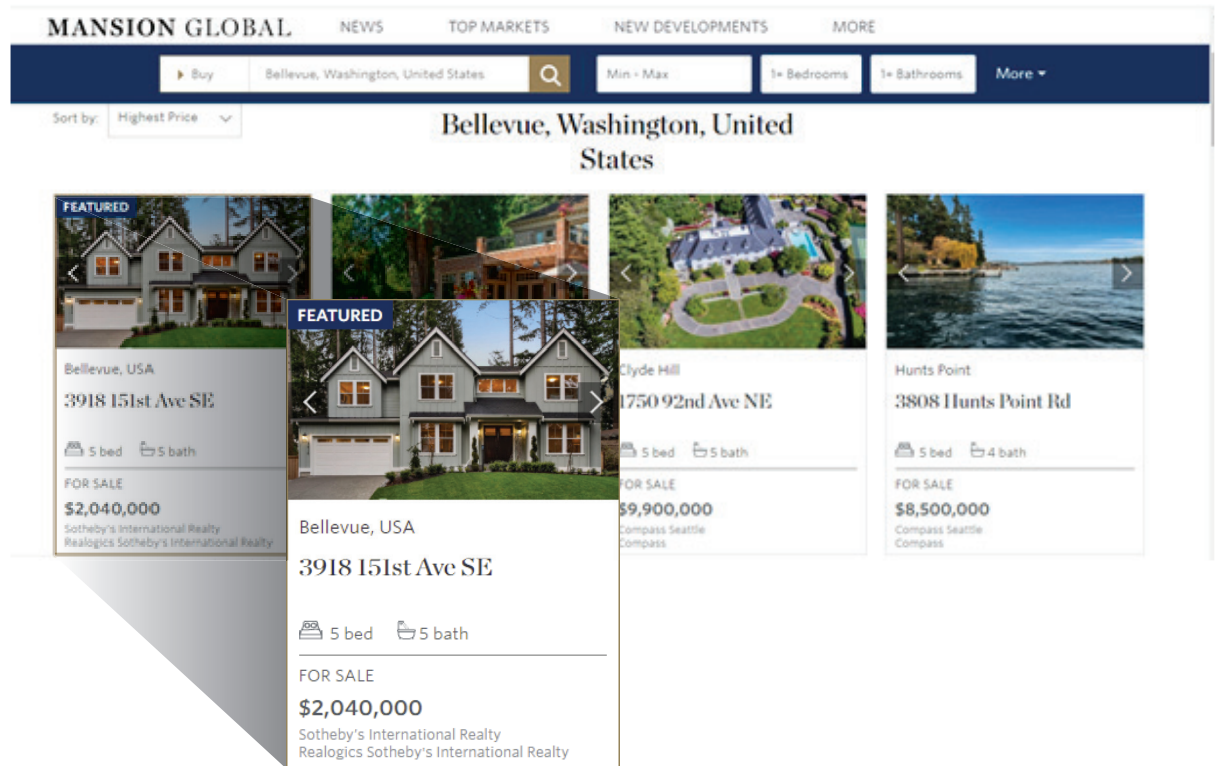 MANSION GLOBAL NEWS TOP MARKETS NEW DEVELOPMENTS MORE
Buy Bellevue, Washington, United States Min - Max 1+ Bedrooms 1+ Bathrooms More
Sort by: Highest Price
Bellevue, Washington, United
States
FEATURED
Bellevue, USA
3918 151st Ave SE
5 bed 5 bath
FOR SALE
$2,040,000
Sotheby's International Realty
Realogics Sotheby's International Realty
FEATURED
Bellevue, USA
3918 151st Ave SE
5 bed 5 bath
FOR SALE
$2,040,000
Sotheby's International Realty
Realogics Sotheby's International Realty
Clyde Hill
1750 92nd Ave NE
5 bed 5 bath
FOR SALE
$9,900,000
Compass Seattle
Compass
Hunts Point
3808 Hunts Point Rd
5 bed 4 bath
FOR SALE
$8,500,000
Compass Seattle
Compass